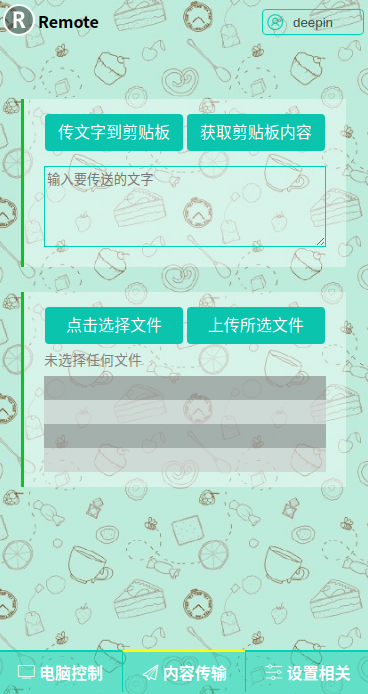 R Remote
deepin
传文字到剪贴板 获取剪贴板内容
输入要传送的文字
点击选择文件 上传所选文件
未选择任何文件
电脑控制 内容传输 设置相关